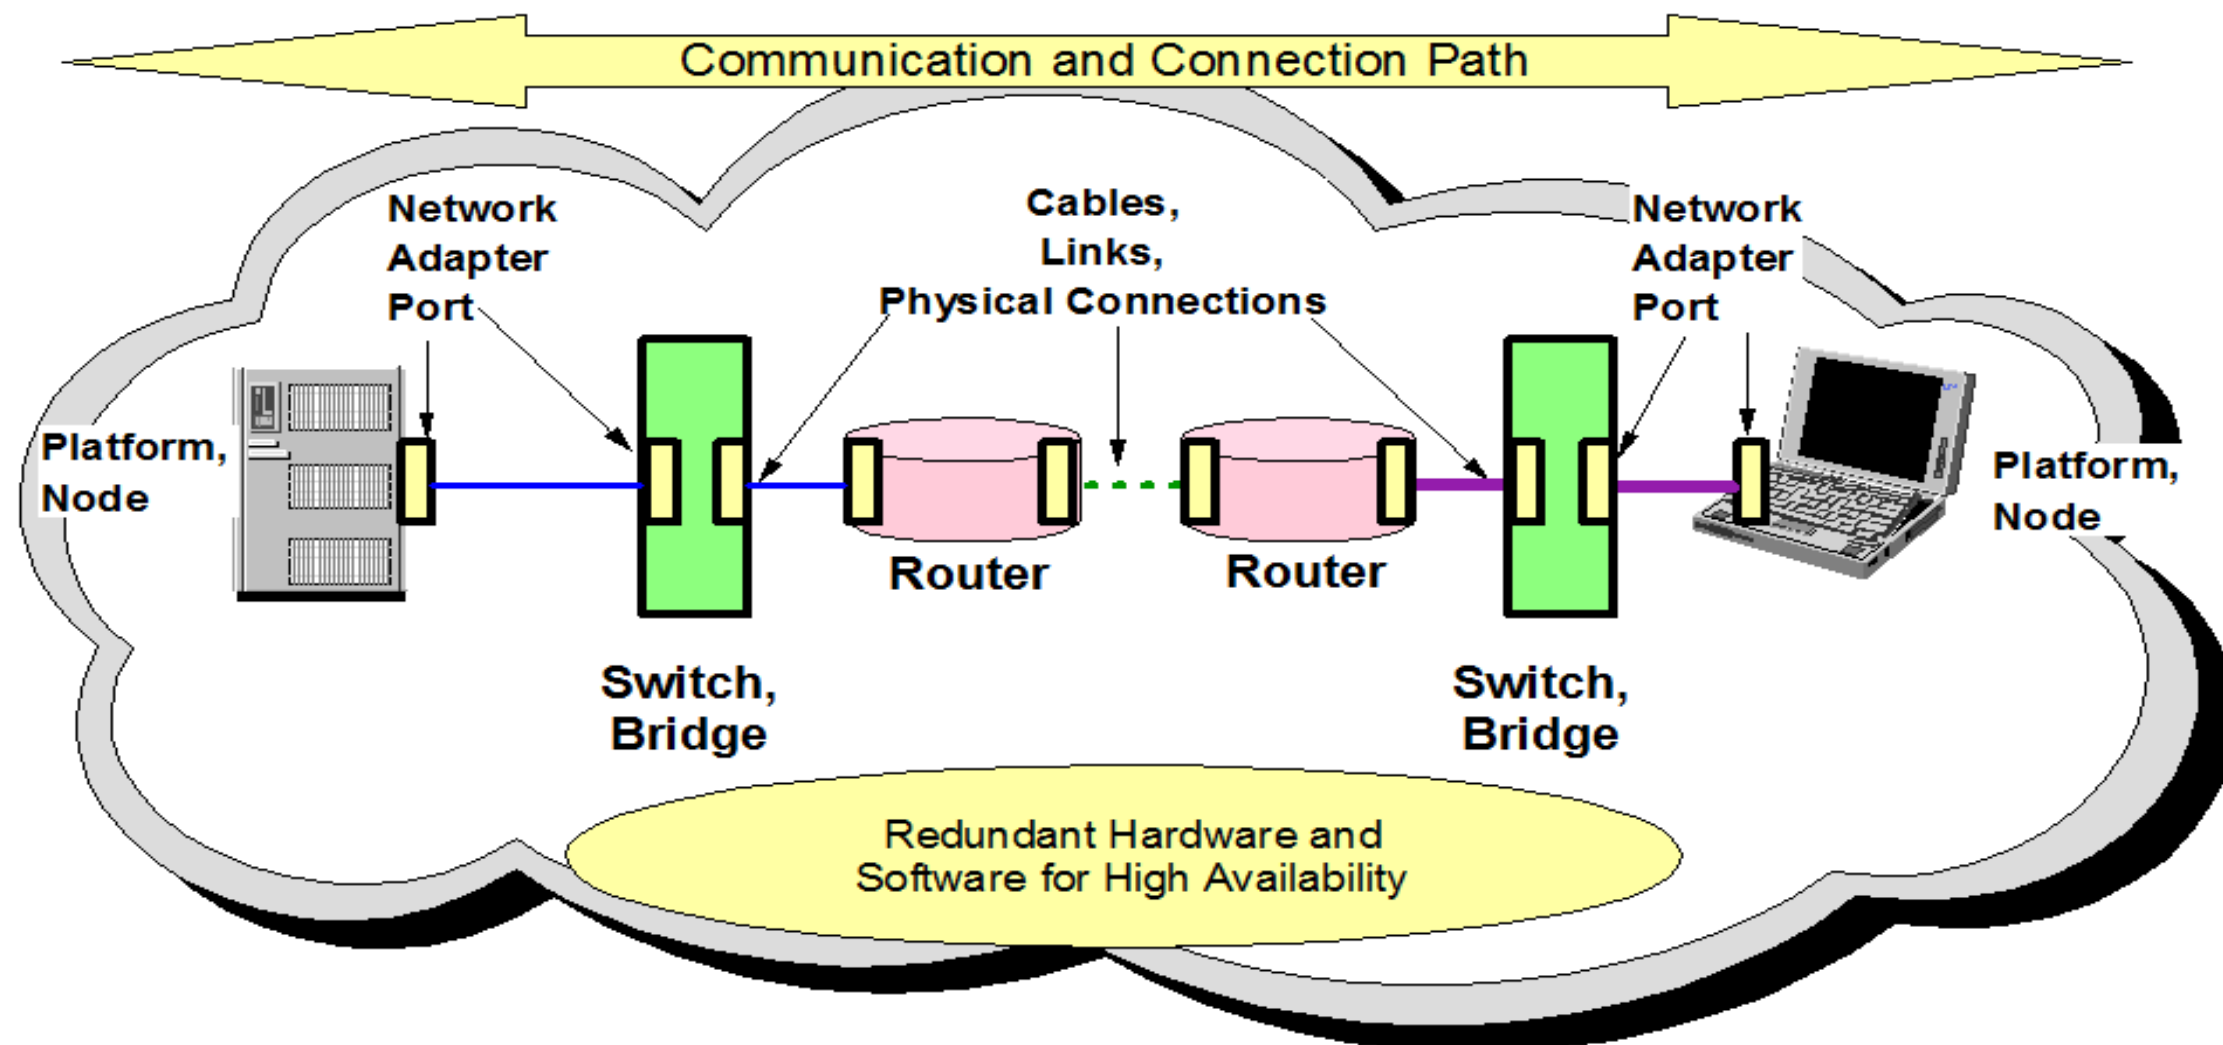 Communication and Connection Path
Network
Adapter
Port
Cables,
Links,
Physical Connections
Network
Adapter
Port
Platform,
Node
Platform,
Node
Router
Router
Switch,
Bridge
Switch,
Bridge
Redundant Hardware and
Software for High Availability